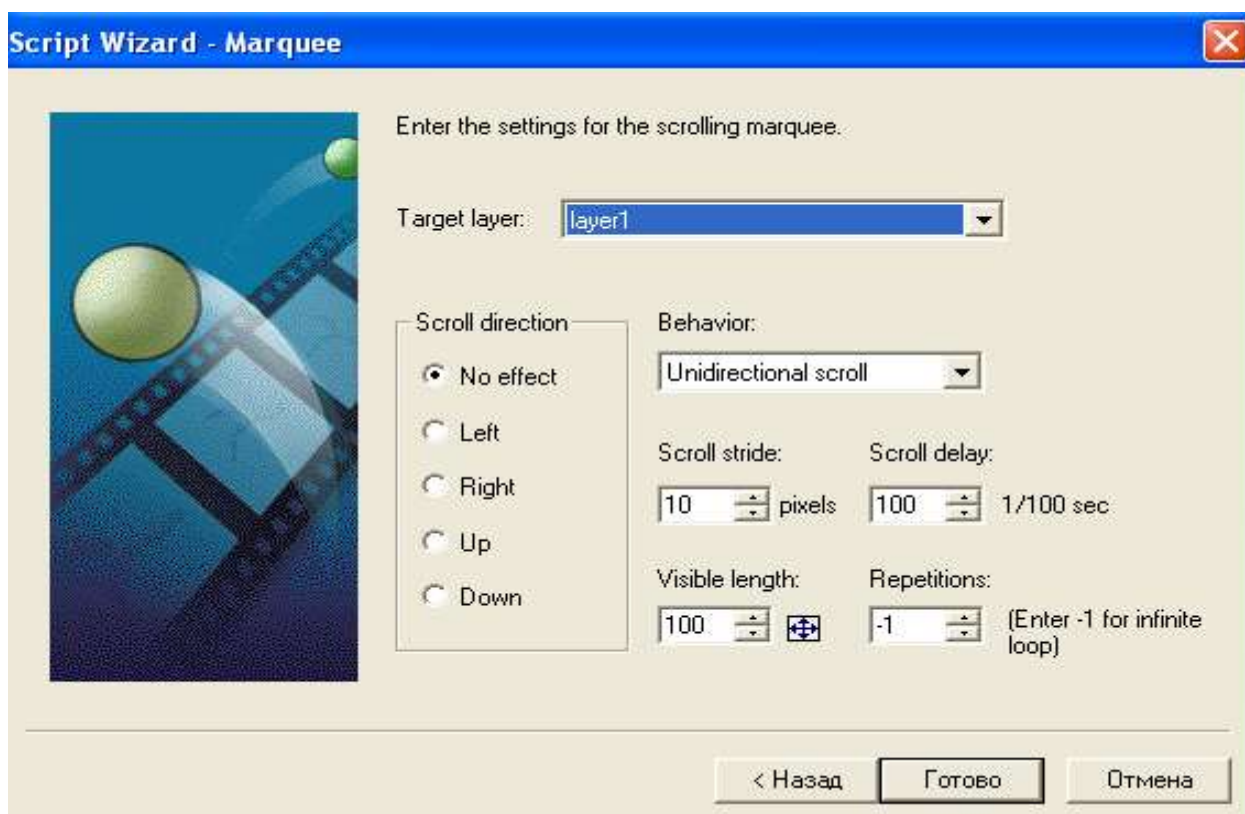 Script Wizard - Marquee
Enter the settings for the scrolling marquee.
Target layer: layer1
Scroll direction
No effect
Left
Right
Up
Down
Behavior:
Unidirectional scroll
Scroll stride: Scroll delay:
10 pixels 100 1/100 sec
Visible length: Repetitions:
100 -1 (Enter -1 for infinite
loop)
< Назад Готово Отмена